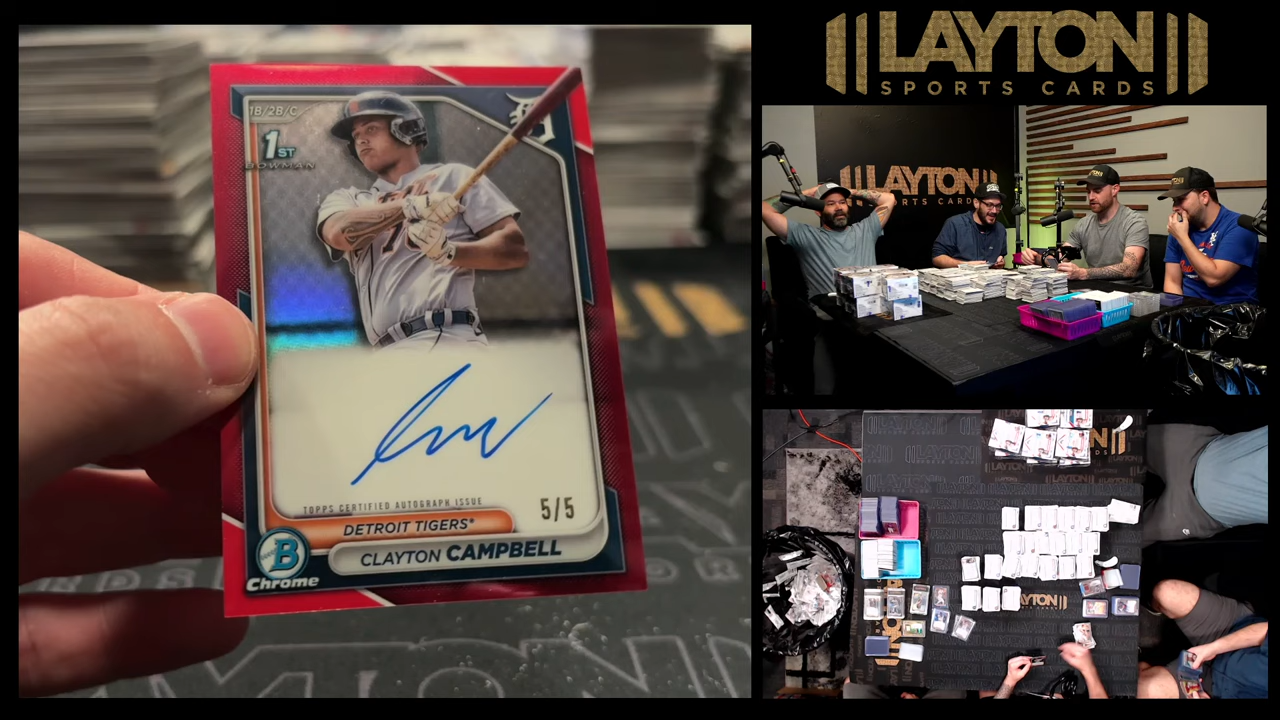 1B/2B/C
1ST
BOWMAN
TOPPS CERTIFIED AUTOGRAPH ISSUE
5/5
DETROIT TIGERS*
CLAYTON CAMPBELL
B
Chrome
LAYTON
SPORTS CARDS
LAYTON
SPORTS CARDS
LAYTON